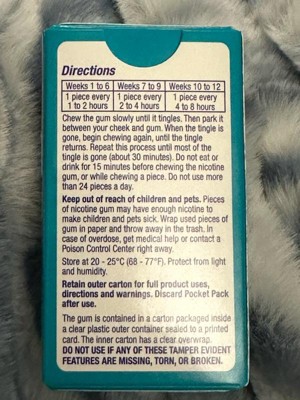 Directions
Weeks 1 to 6 Weeks 7 to 9 Weeks 10 to 12
1 piece every 1 piece every 1 piece every
1 to 2 hours 2 to 4 hours 4 to 8 hours
Chew the gum slowly until it tingles. Then park it
between your cheek and gum. When the tingle is
gone, begin chewing again, until the tingle
returns. Repeat this process until most of the
tingle is gone (about 30 minutes). Do not eat or
drink for 15 minutes before chewing the nicotine
gum, or while chewing a piece. Do not use more
than 24 pieces a day.
Keep out of reach of children and pets. Pieces
of nicotine gum may have enough nicotine to
make children and pets sick. Wrap used pieces of
gum in paper and throw away in the trash. In
case of overdose, get medical help or contact a
Poison Control Center right away.
Store at 20 - 25°C (68 - 77°F). Protect from light
and humidity.
Retain outer carton for full product uses,
directions and warnings. Discard Pocket Pack
after use.
The gum is contained in a carton packaged inside
a clear plastic outer container sealed to a printed
card. The inner carton has a clear overwrap.
DO NOT USE IF ANY OF THESE TAMPER EVIDENT
FEATURES ARE MISSING, TORN, OR BROKEN.